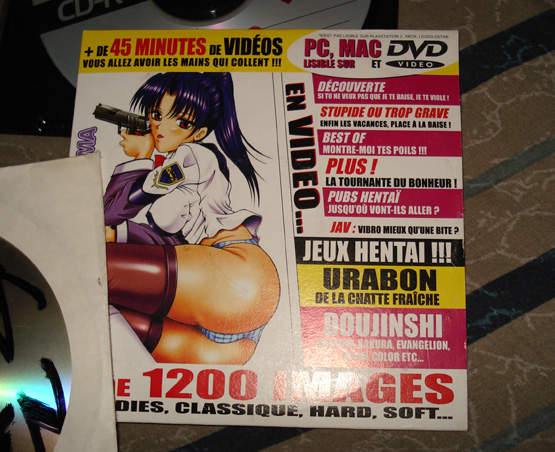 CD-R
+ DE 45 MINUTES DE VIDÉOS
VOUS ALLEZ AVOIR LES MAINS QUI COLLENT !!!
PC, MAC
LISIBLE SUR ET
DVD
VIDEO
EN VIDEO...
DÉCOUVERTE
SI TU NE VEUX PAS QUE JE TE BAISE, JE TE VIOLE !
STUPIDE OU TROP GRAVE
ENFIN LES VACANCES, PLACE À LA BAISE !
BEST OF
MONTRE-MOI TES POILS !!!
PLUS !
LA TOURNANTE DU BONHEUR !
PUBS HENTAÏ
JUSQU'OÙ VONT-ILS ALLER ?
JAV : VIBRO MIEUX QU'UNE BITE ?
JEUX HENTAI !!!
URABON
DE LA CHATTE FRAÎCHE
DOUJINSHI
SAKURA, EVANGELION,
COLOR ETC...
DE 1200 IMAGES
DIES, CLASSIQUE, HARD, SOFT...